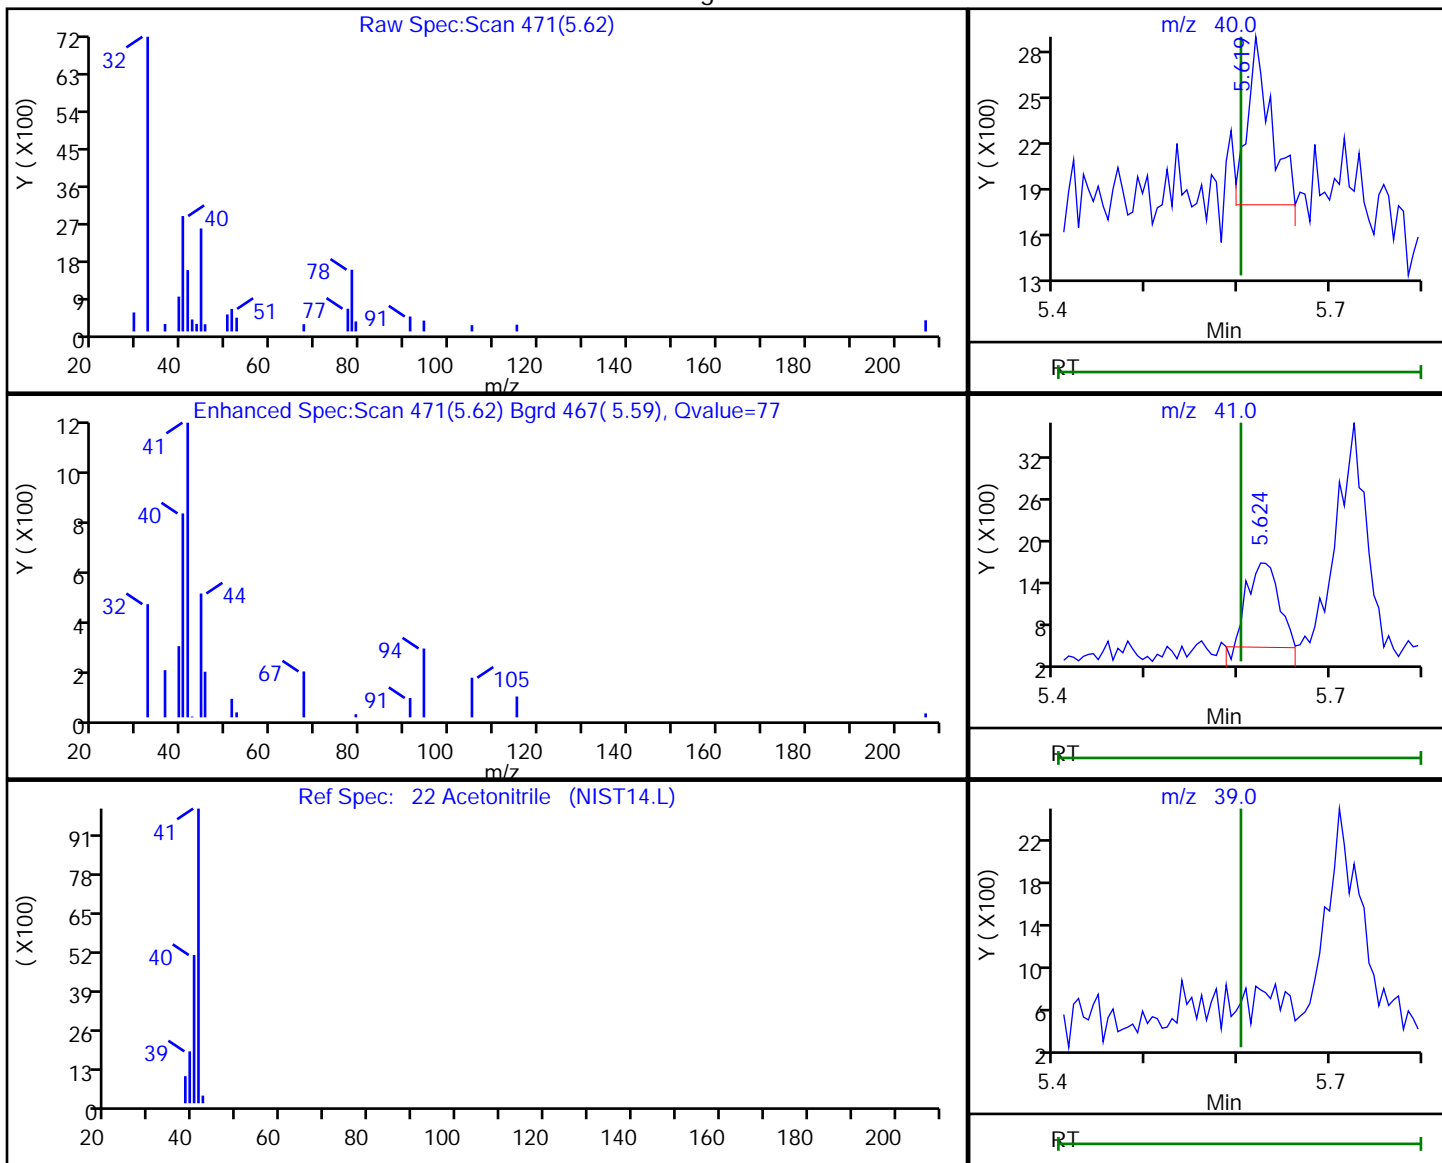 Raw Spec:Scan 471(5.62)
72
63
54
45
36
27
18
9
0
Y ( X100)
32
40
78
77
51
91
20 40 60 80 100 120 140 160 180 200
m/z
m/z 40.0
28
25
22
19
16
13
Y ( X100)
5.619
5.4 5.7
Min
RT
Enhanced Spec:Scan 471(5.62) Bgrd 467( 5.59), Qvalue=77
12
10
8
6
4
2
0
Y ( X100)
41
40
32
44
67
94
91
105
20 40 60 80 100 120 140 160 180 200
m/z
m/z 41.0
32
26
20
14
8
2
Y ( X100)
5.624
5.4 5.7
Min
RT
Ref Spec: 22 Acetonitrile (NIST14.L)
91
78
65
52
39
26
13
0
( X100)
41
40
39
20 40 60 80 100 120 140 160 180 200
m/z 39.0
22
18
14
10
6
2
Y ( X100)
5.4 5.7
Min
RT